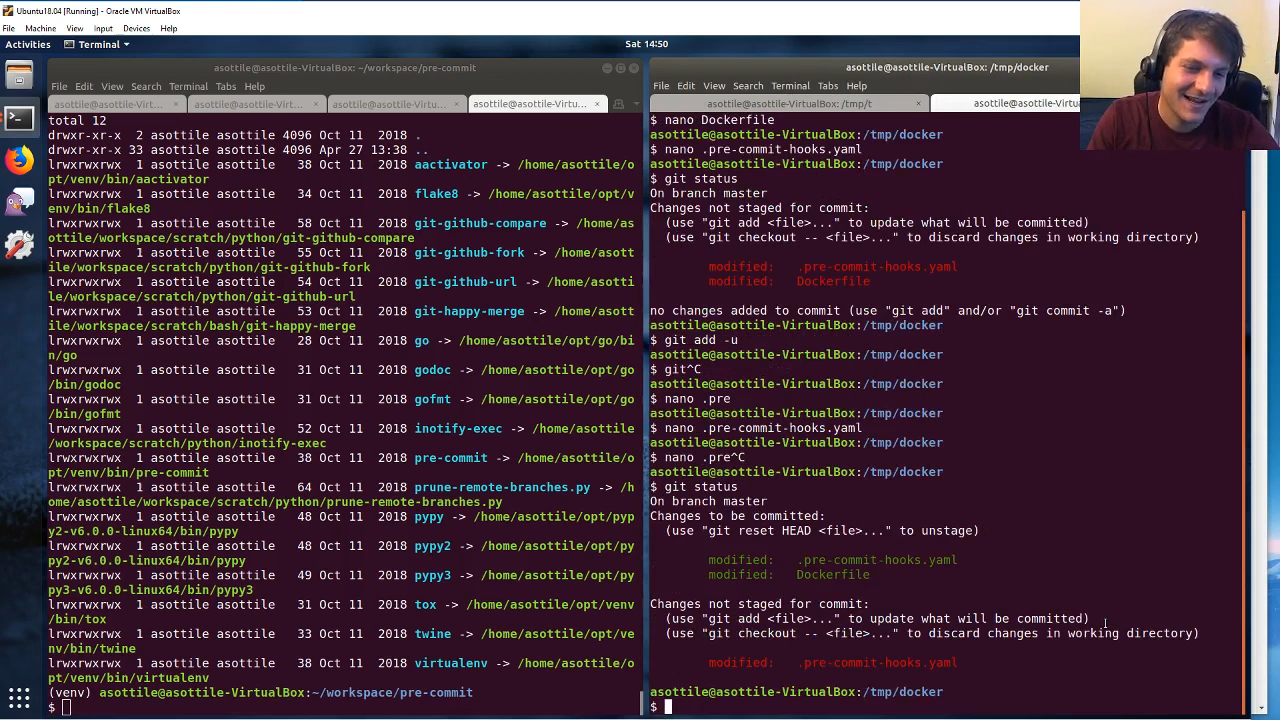 Ubuntu18.04 [Running] - Oracle VM VirtualBox
File Machine View Input Devices Help
Activities Terminal Sat 14:50
asottile@asottile-VirtualBox: ~/workspace/pre-commit
File Edit View Search Terminal Tabs Help
asottile@asottile-Virt... × asottile@asottile-Virt... × asottile@asottile-Virt... × asottile@asottile-Virtu... ×
total 12
drwxr-xr-x 2 asottile asottile 4096 Oct 11 2018 .
drwxr-xr-x 33 asottile asottile 4096 Apr 27 13:38 ..
lrwxrwxrwx 1 asottile asottile 38 Oct 11 2018 aactivator -> /home/asottile/o
pt/venv/bin/aactivator
lrwxrwxrwx 1 asottile asottile 34 Oct 11 2018 flake8 -> /home/asottile/opt/v
env/bin/flake8
lrwxrwxrwx 1 asottile asottile 58 Oct 11 2018 git-github-compare -> /home/as
ottile/workspace/scratch/python/git-github-compare
lrwxrwxrwx 1 asottile asottile 55 Oct 11 2018 git-github-fork -> /home/asott
ile/workspace/scratch/python/git-github-fork
lrwxrwxrwx 1 asottile asottile 54 Oct 11 2018 git-github-url -> /home/asotti
le/workspace/scratch/python/git-github-url
lrwxrwxrwx 1 asottile asottile 53 Oct 11 2018 git-happy-merge -> /home/asott
ile/workspace/scratch/bash/git-happy-merge
lrwxrwxrwx 1 asottile asottile 28 Oct 11 2018 go -> /home/asottile/opt/go/bi
n/go
lrwxrwxrwx 1 asottile asottile 31 Oct 11 2018 godoc -> /home/asottile/opt/go
/bin/godoc
lrwxrwxrwx 1 asottile asottile 31 Oct 11 2018 gofmt -> /home/asottile/opt/go
/bin/gofmt
lrwxrwxrwx 1 asottile asottile 52 Oct 11 2018 inotify-exec -> /home/asottile
/workspace/scratch/python/inotify-exec
lrwxrwxrwx 1 asottile asottile 38 Oct 11 2018 pre-commit -> /home/asottile/o
pt/venv/bin/pre-commit
lrwxrwxrwx 1 asottile asottile 64 Oct 11 2018 prune-remote-branches.py -> /h
ome/asottile/workspace/scratch/python/prune-remote-branches.py
lrwxrwxrwx 1 asottile asottile 48 Oct 11 2018 pypy -> /home/asottile/opt/pyp
y2-v6.0.0-linux64/bin/pypy
lrwxrwxrwx 1 asottile asottile 48 Oct 11 2018 pypy2 -> /home/asottile/opt/py
py2-v6.0.0-linux64/bin/pypy
lrwxrwxrwx 1 asottile asottile 49 Oct 11 2018 pypy3 -> /home/asottile/opt/py
py3-v6.0.0-linux64/bin/pypy3
lrwxrwxrwx 1 asottile asottile 31 Oct 11 2018 tox -> /home/asottile/opt/venv
/bin/tox
lrwxrwxrwx 1 asottile asottile 33 Oct 11 2018 twine -> /home/asottile/opt/ve
nv/bin/twine
lrwxrwxrwx 1 asottile asottile 38 Oct 11 2018 virtualenv -> /home/asottile/o
pt/venv/bin/virtualenv
(venv) asottile@asottile-VirtualBox:~/workspace/pre-commit
$
asottile@asottile-VirtualBox: /tmp/docker
File Edit View Search Terminal Tabs Help
asottile@asottile-VirtualBox: /tmp/t × asottile@asottile-Virtu
$ nano Dockerfile
asottile@asottile-VirtualBox:/tmp/docker
$ nano .pre-commit-hooks.yaml
asottile@asottile-VirtualBox:/tmp/docker
$ git status
On branch master
Changes not staged for commit:
(use "git add <file>..." to update what will be committed)
(use "git checkout -- <file>..." to discard changes in working directory)
modified: .pre-commit-hooks.yaml
modified: Dockerfile
no changes added to commit (use "git add" and/or "git commit -a")
asottile@asottile-VirtualBox:/tmp/docker
$ git add -u
asottile@asottile-VirtualBox:/tmp/docker
$ git^C
asottile@asottile-VirtualBox:/tmp/docker
$ nano .pre
asottile@asottile-VirtualBox:/tmp/docker
$ nano .pre-commit-hooks.yaml
asottile@asottile-VirtualBox:/tmp/docker
$ nano .pre^C
asottile@asottile-VirtualBox:/tmp/docker
$ git status
On branch master
Changes to be committed:
(use "git reset HEAD <file>..." to unstage)
modified: .pre-commit-hooks.yaml
modified: Dockerfile
Changes not staged for commit:
(use "git add <file>..." to update what will be committed)
(use "git checkout -- <file>..." to discard changes in working directory)
modified: .pre-commit-hooks.yaml
asottile@asottile-VirtualBox:/tmp/docker
$